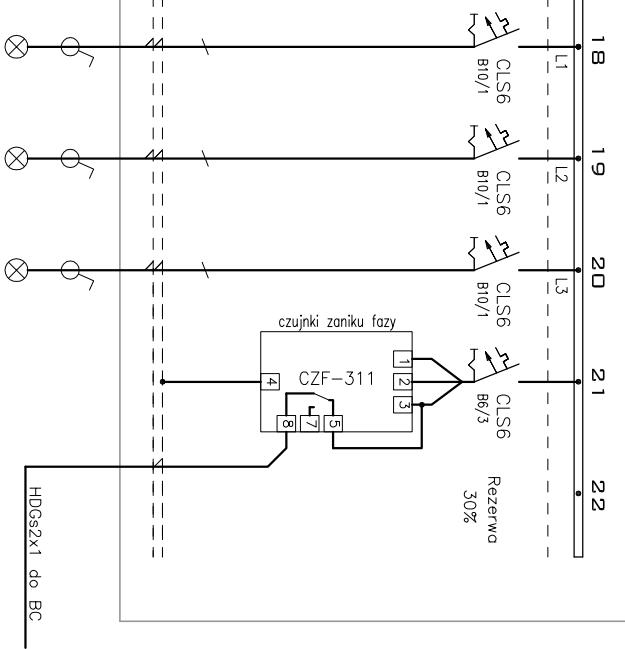 18
L1
CLS6
B10/1
19
L2
CLS6
B10/1
20
L3
CLS6
B10/1
czujnki zaniku fazy
CZF-311
1
2
3
4
8
7
5
21
CLS6
B6/3
22
Rezerwa
30%
HDGs2x1 do BC